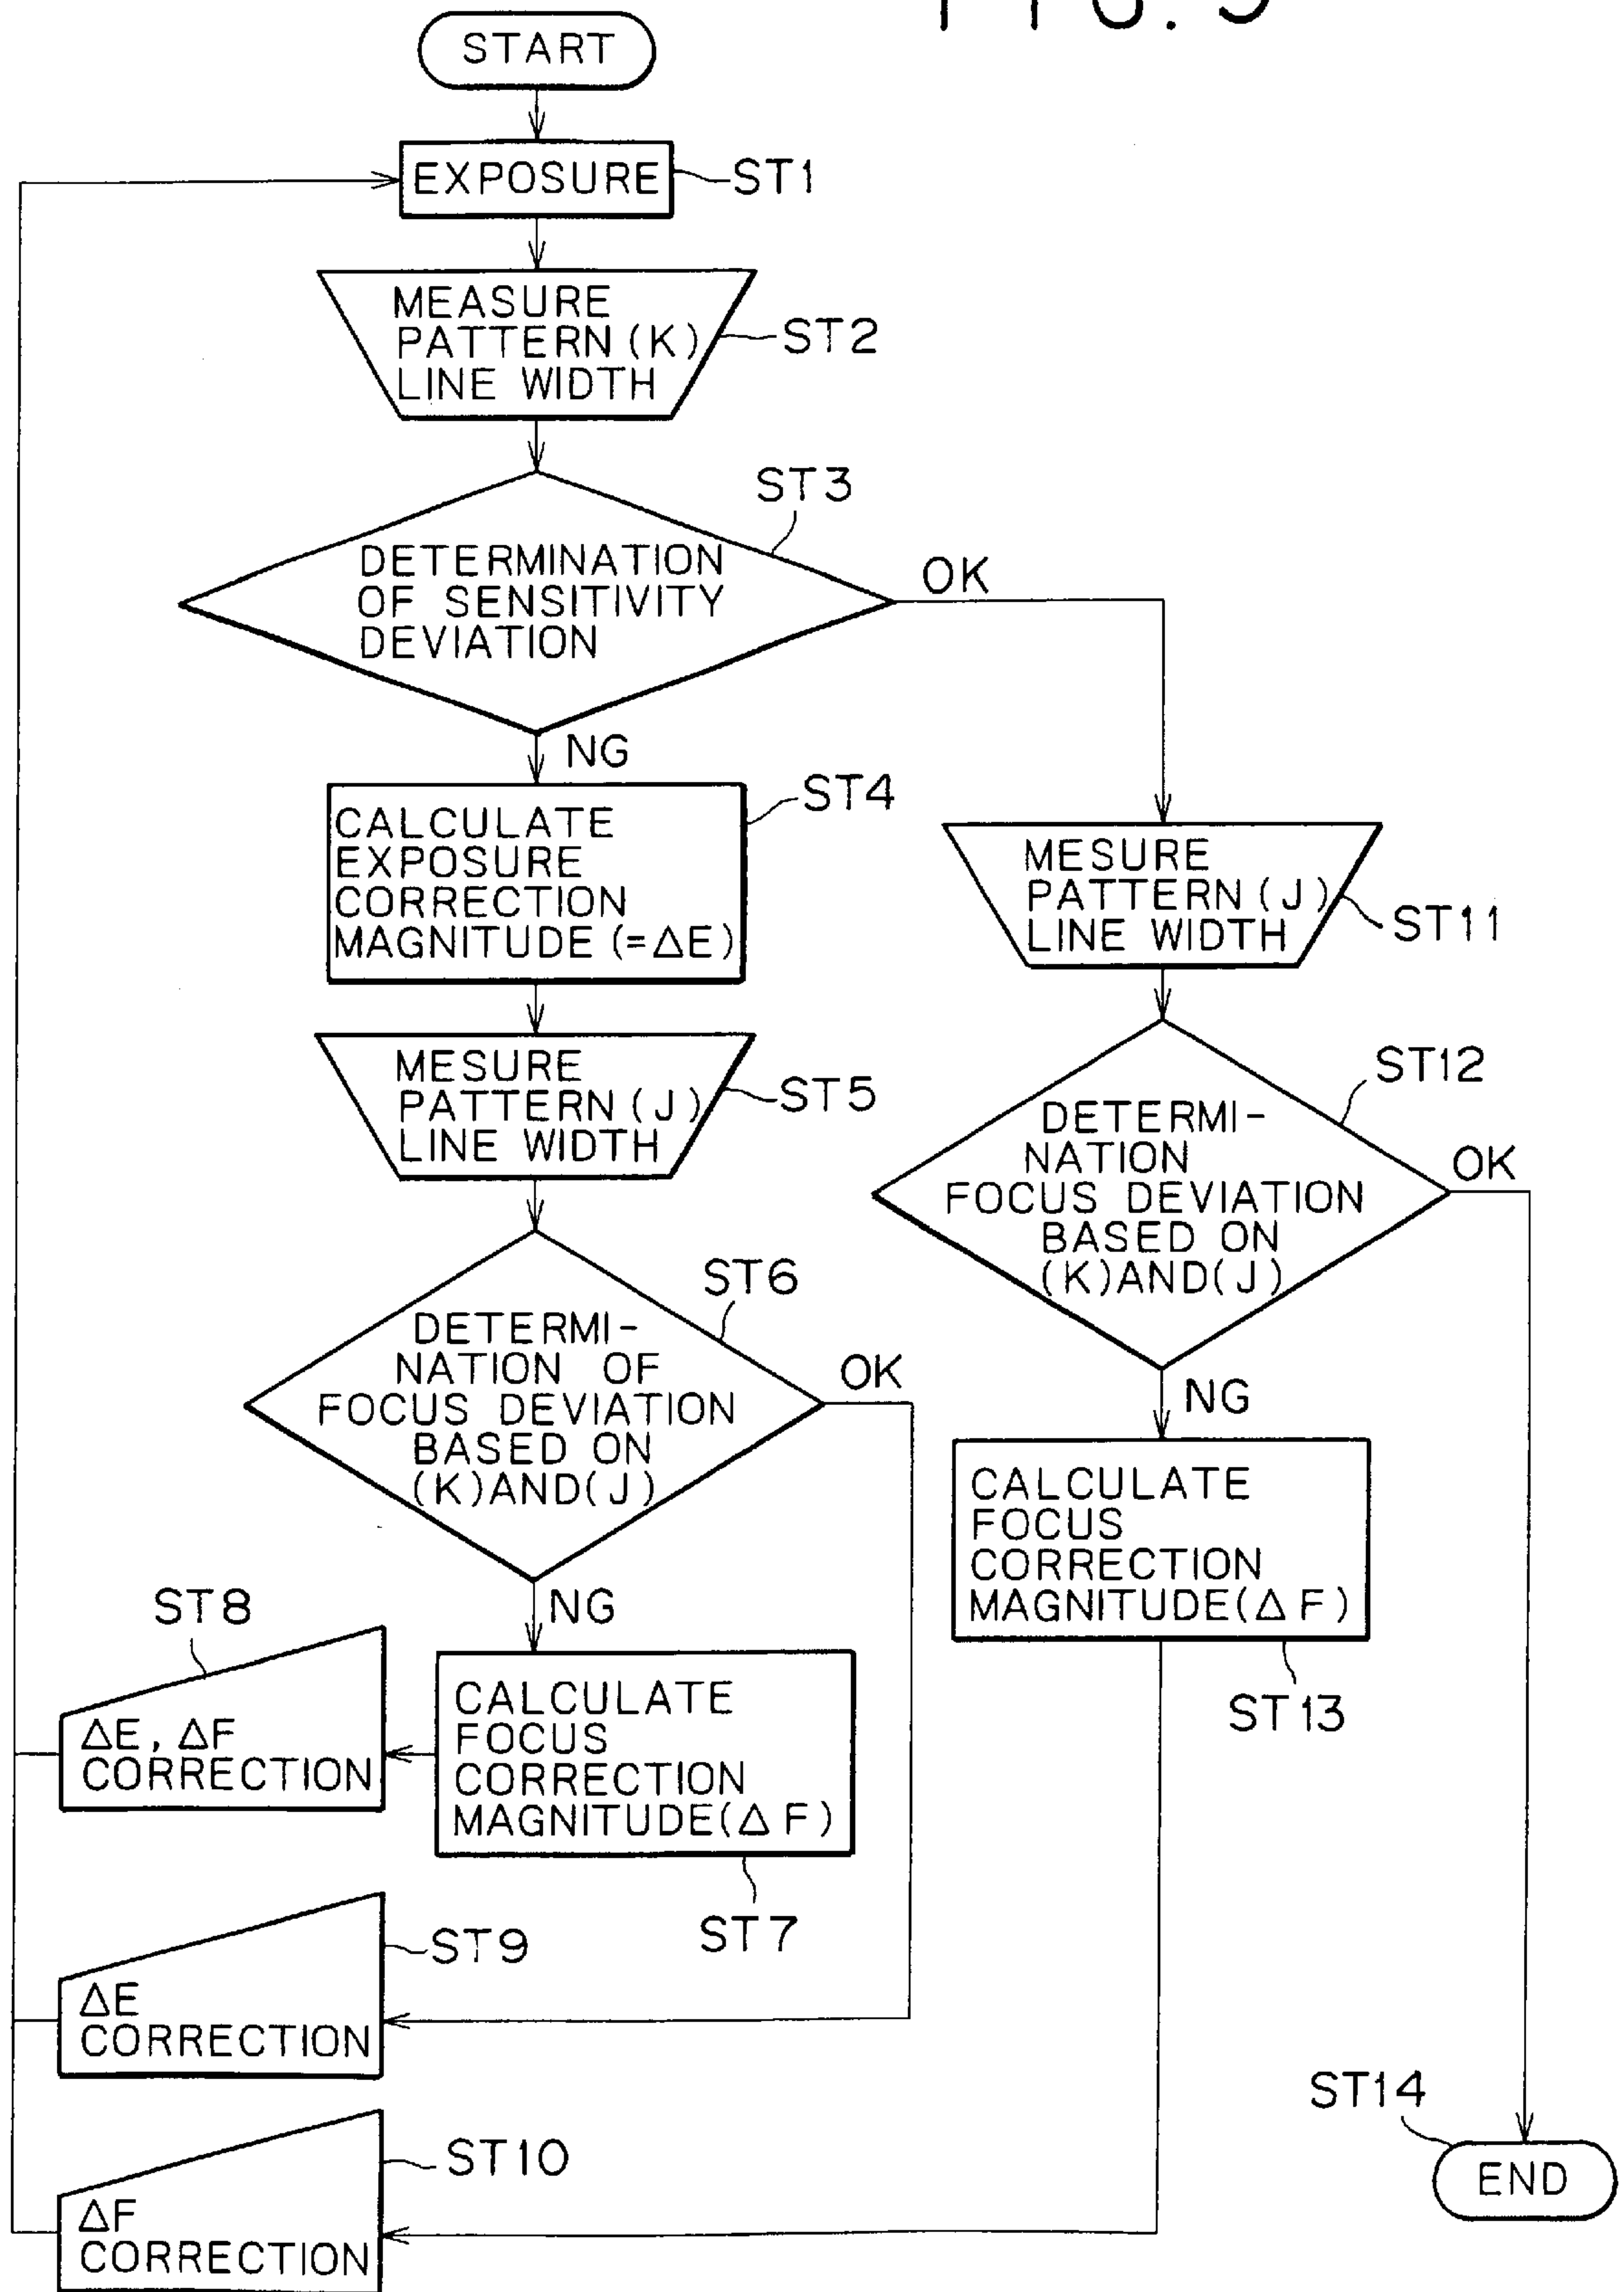 START
EXPOSURE
ST1
MEASURE
PATTERN (K)
LINE WIDTH
ST2
ST3
DETERMINATION
OF SENSITIVITY
DEVIATION
OK
NG
ST4
CALCULATE
EXPOSURE
CORRECTION
MAGNITUDE (=ΔE)
MESURE
PATTERN (J)
LINE WIDTH
ST5
ST6
DETERMI-
NATION OF
FOCUS DEVIATION
BASED ON
(K)AND(J)
OK
NG
CALCULATE
FOCUS
CORRECTION
MAGNITUDE(Δ F)
ST7
ST8
ΔE, ΔF
CORRECTION
ST9
ΔE
CORRECTION
ST10
ΔF
CORRECTION
MESURE
PATTERN (J)
LINE WIDTH
ST11
ST12
DETERMI-
NATION
FOCUS DEVIATION
BASED ON
(K)AND(J)
OK
NG
CALCULATE
FOCUS
CORRECTION
MAGNITUDE(Δ F)
ST13
ST14
END